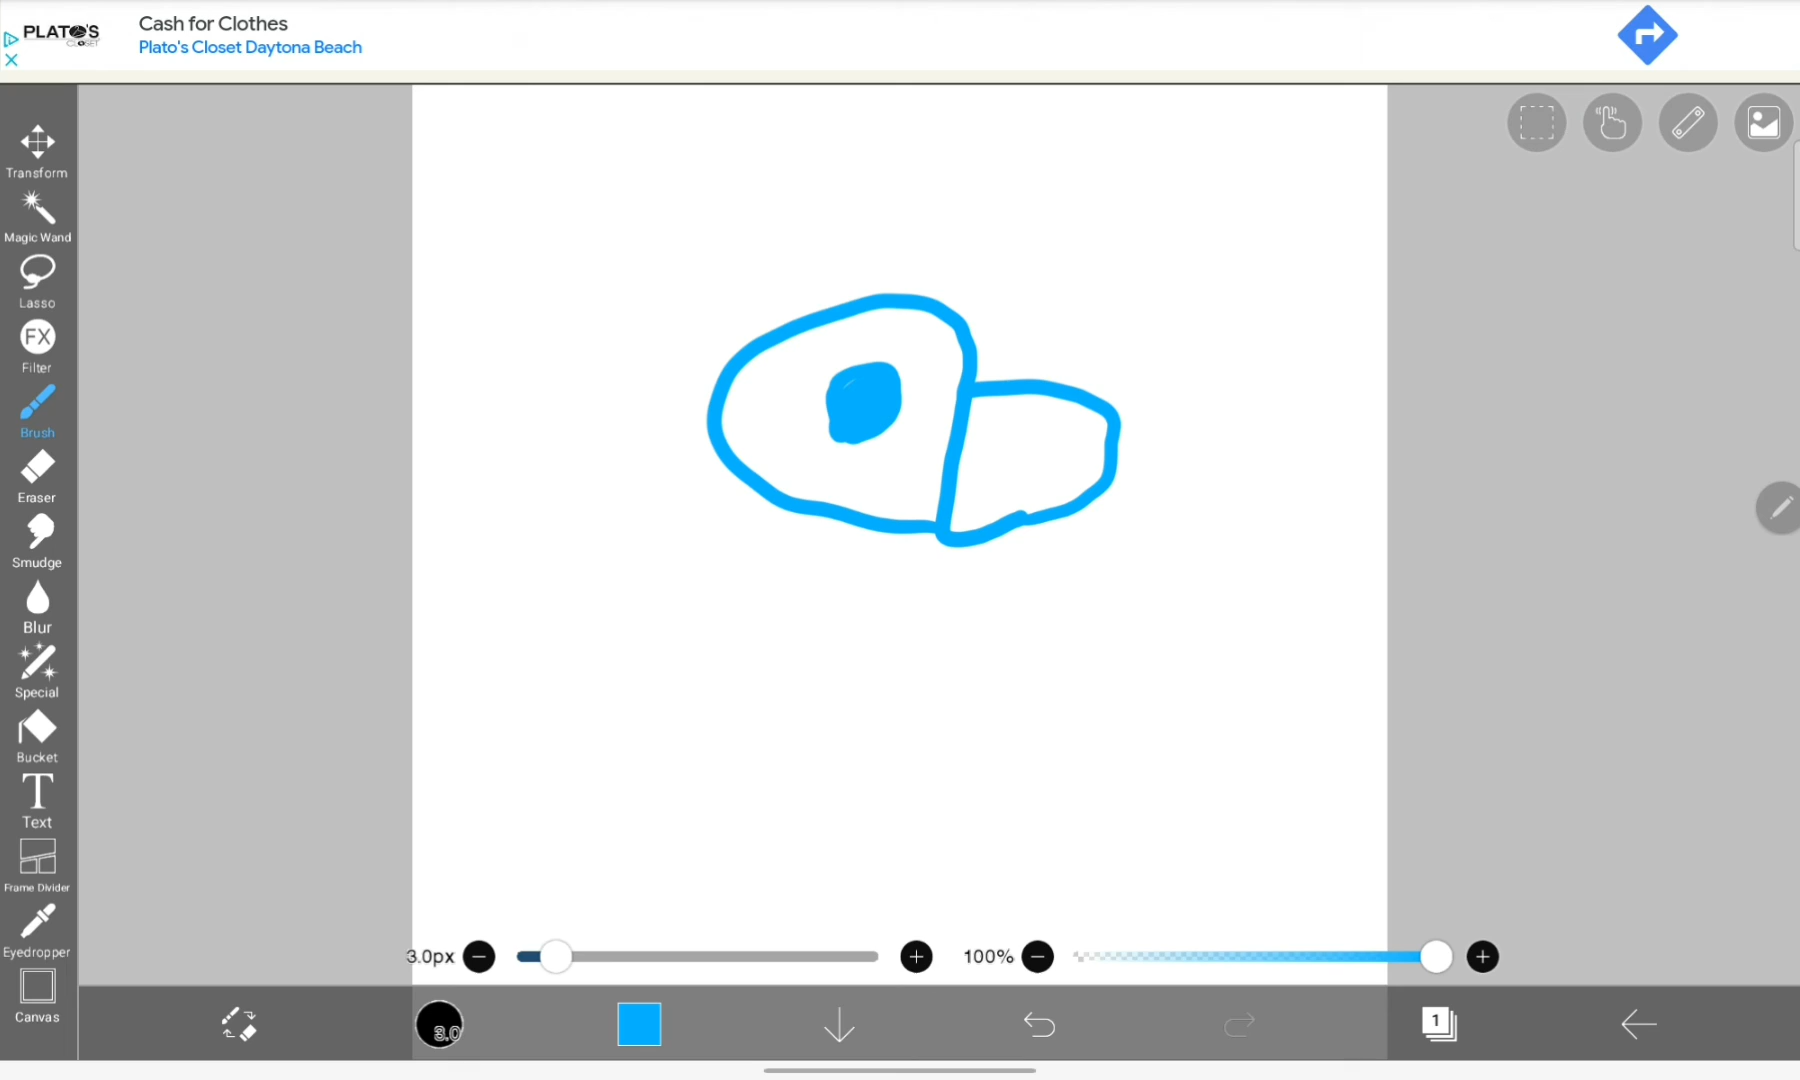 PLATO'S
CLOSET
Cash for Clothes
Plato's Closet Daytona Beach
Transform
Magic Wand
Lasso
FX
Filter
Brush
Eraser
Smudge
Blur
Special
Bucket
T
Text
Frame Divider
Eyedropper
Canvas
3.0px
100%
3.0
1